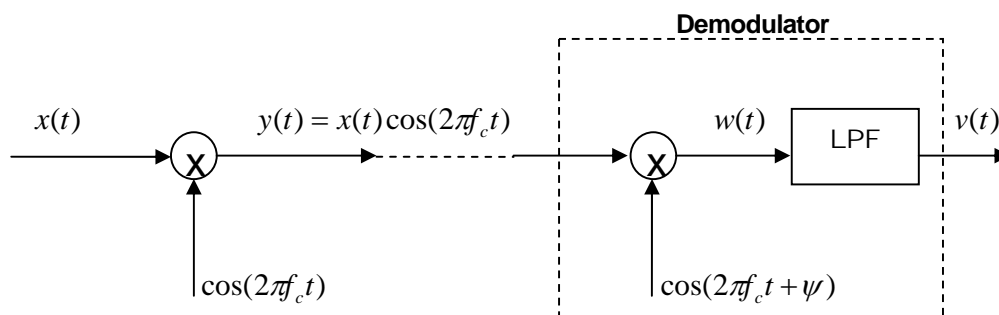 Demodulator
x(t)
y(t) = x(t)cos(2πf_c t)
w(t)
LPF
v(t)
X
X
cos(2πf_c t)
cos(2πf_c t + ψ)